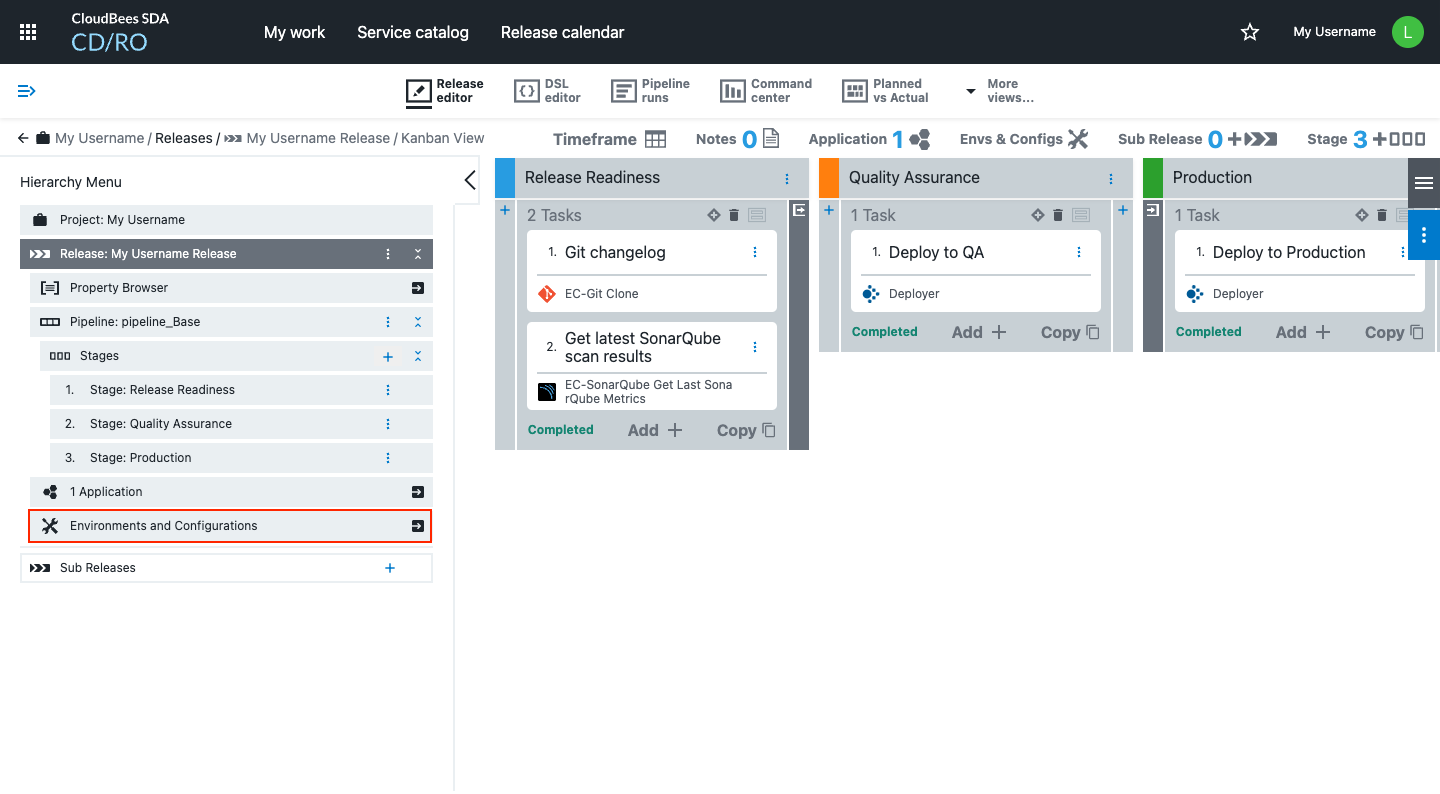 CloudBees SDA
CD/RO
My work
Service catalog
Release calendar
My Username
L
Release
editor
DSL
editor
Pipeline
runs
Command
center
Planned
vs Actual
More
views...
My Username / Releases / My Username Release / Kanban View
Timeframe
Notes 0
Application 1
Envs & Configs
Sub Release 0
Stage 3
Hierarchy Menu
Project: My Username
Release: My Username Release
Property Browser
Pipeline: pipeline_Base
Stages
1. Stage: Release Readiness
2. Stage: Quality Assurance
3. Stage: Production
1 Application
Environments and Configurations
Sub Releases
Release Readiness
2 Tasks
1. Git changelog
EC-Git Clone
2. Get latest SonarQube
scan results
EC-SonarQube Get Last Sona
rQube Metrics
Completed
Add
Copy
Quality Assurance
1 Task
1. Deploy to QA
Deployer
Completed
Add
Copy
Production
1 Task
1. Deploy to Production
Deployer
Completed
Add
Copy